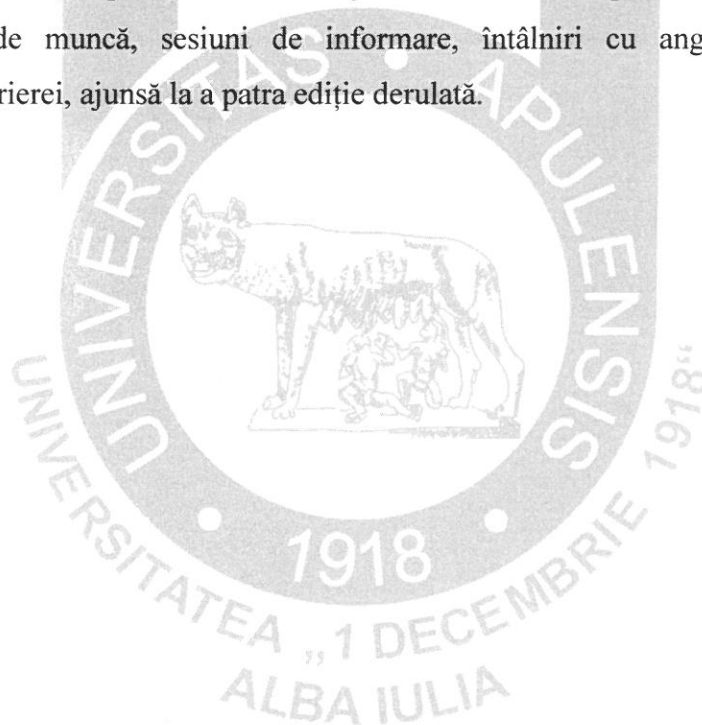 de muncă, sesiuni de informare, întâlniri cu ang
rierei, ajunsă la a patra ediție derulată.
UNIVERSITAS • APULENSIS
• 1918 •
UNIVERSITATEA „1 DECEMBRIE 1918“
ALBA IULIA